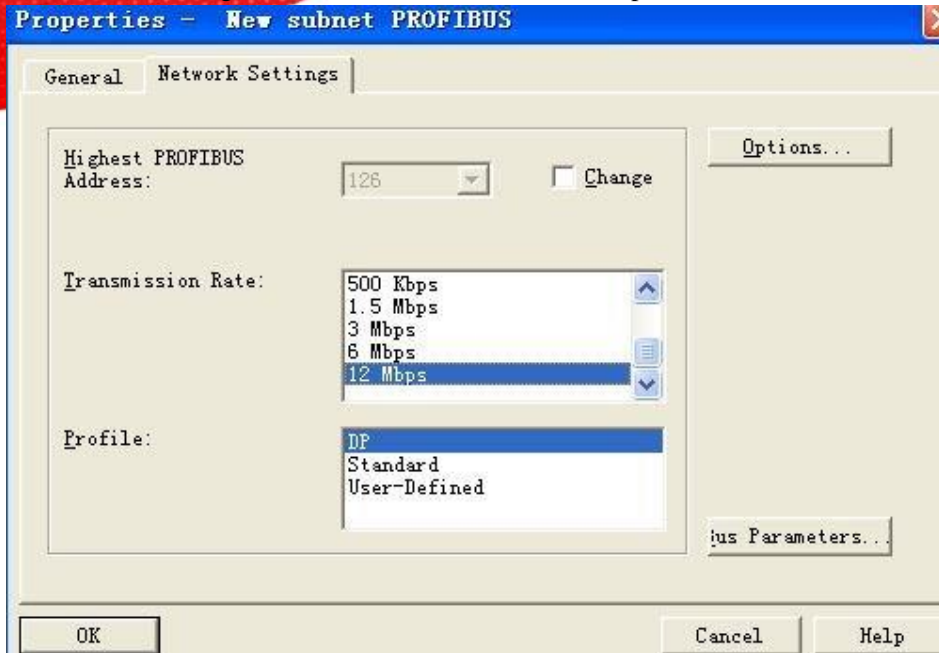 Properties - New subnet PROFIBUS
General Network Settings
Highest PROFIBUS
Address:
126
Change
Options...
Transmission Rate:
500 Kbps
1.5 Mbps
3 Mbps
6 Mbps
12 Mbps
Profile:
DP
Standard
User-Defined
us Parameters...
OK Cancel Help